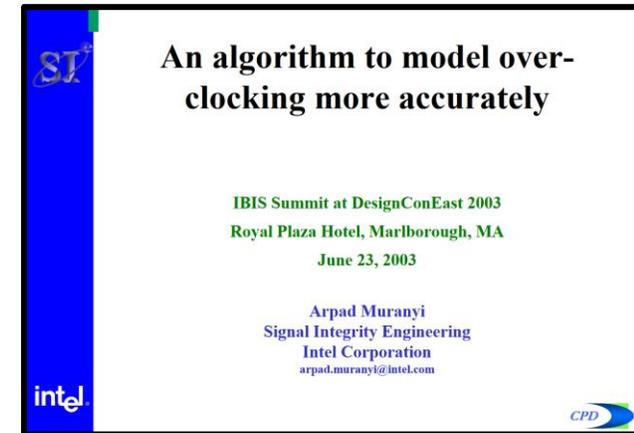 SI
An algorithm to model over-
clocking more accurately
IBIS Summit at DesignConEast 2003
Royal Plaza Hotel, Marlborough, MA
June 23, 2003
Arpad Muranyi
Signal Integrity Engineering
Intel Corporation
arpad.muranyi@intel.com
intel.
CPD